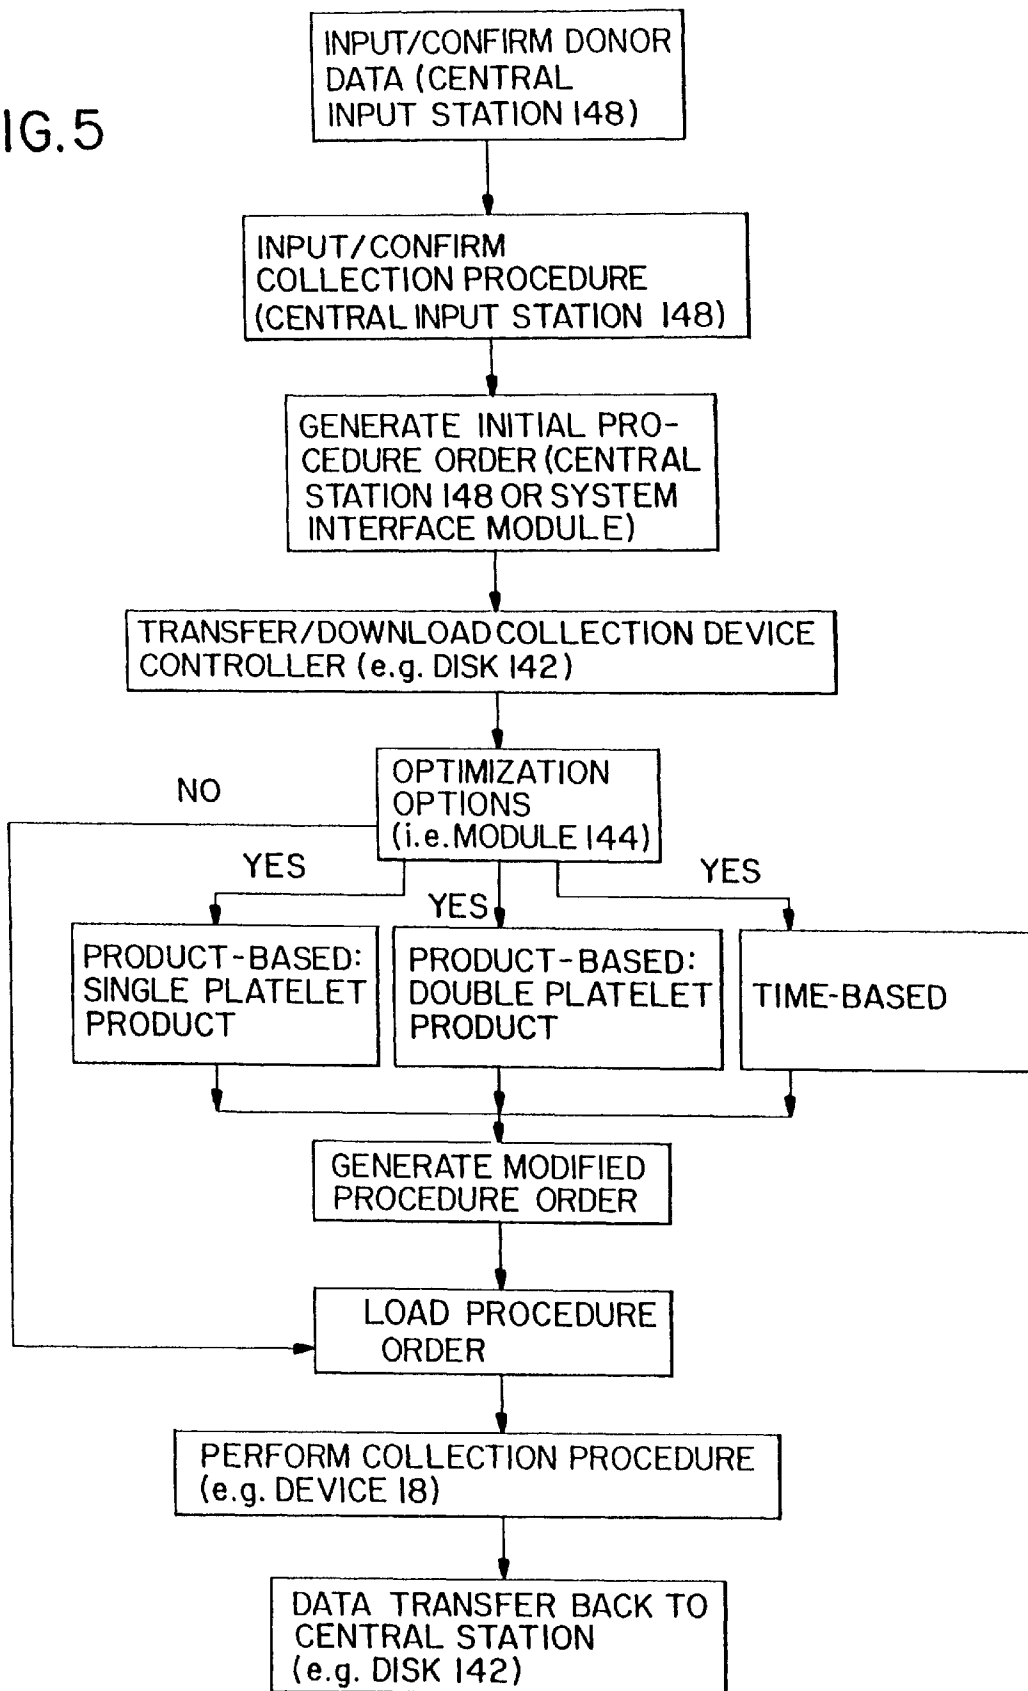 IG.5
INPUT/CONFIRM DONOR
DATA (CENTRAL
INPUT STATION 148)
INPUT/CONFIRM
COLLECTION PROCEDURE
(CENTRAL INPUT STATION 148)
GENERATE INITIAL PRO-
CEDURE ORDER (CENTRAL
STATION 148 OR SYSTEM
INTERFACE MODULE)
TRANSFER/DOWNLOAD COLLECTION DEVICE
CONTROLLER (e.g. DISK 142)
OPTIMIZATION
OPTIONS
(i.e. MODULE 144)
NO
YES
YES
YES
PRODUCT-BASED:
SINGLE PLATELET
PRODUCT
PRODUCT-BASED:
DOUBLE PLATELET
PRODUCT
TIME-BASED
GENERATE MODIFIED
PROCEDURE ORDER
LOAD PROCEDURE
ORDER
PERFORM COLLECTION PROCEDURE
(e.g. DEVICE 18)
DATA TRANSFER BACK TO
CENTRAL STATION
(e.g. DISK 142)